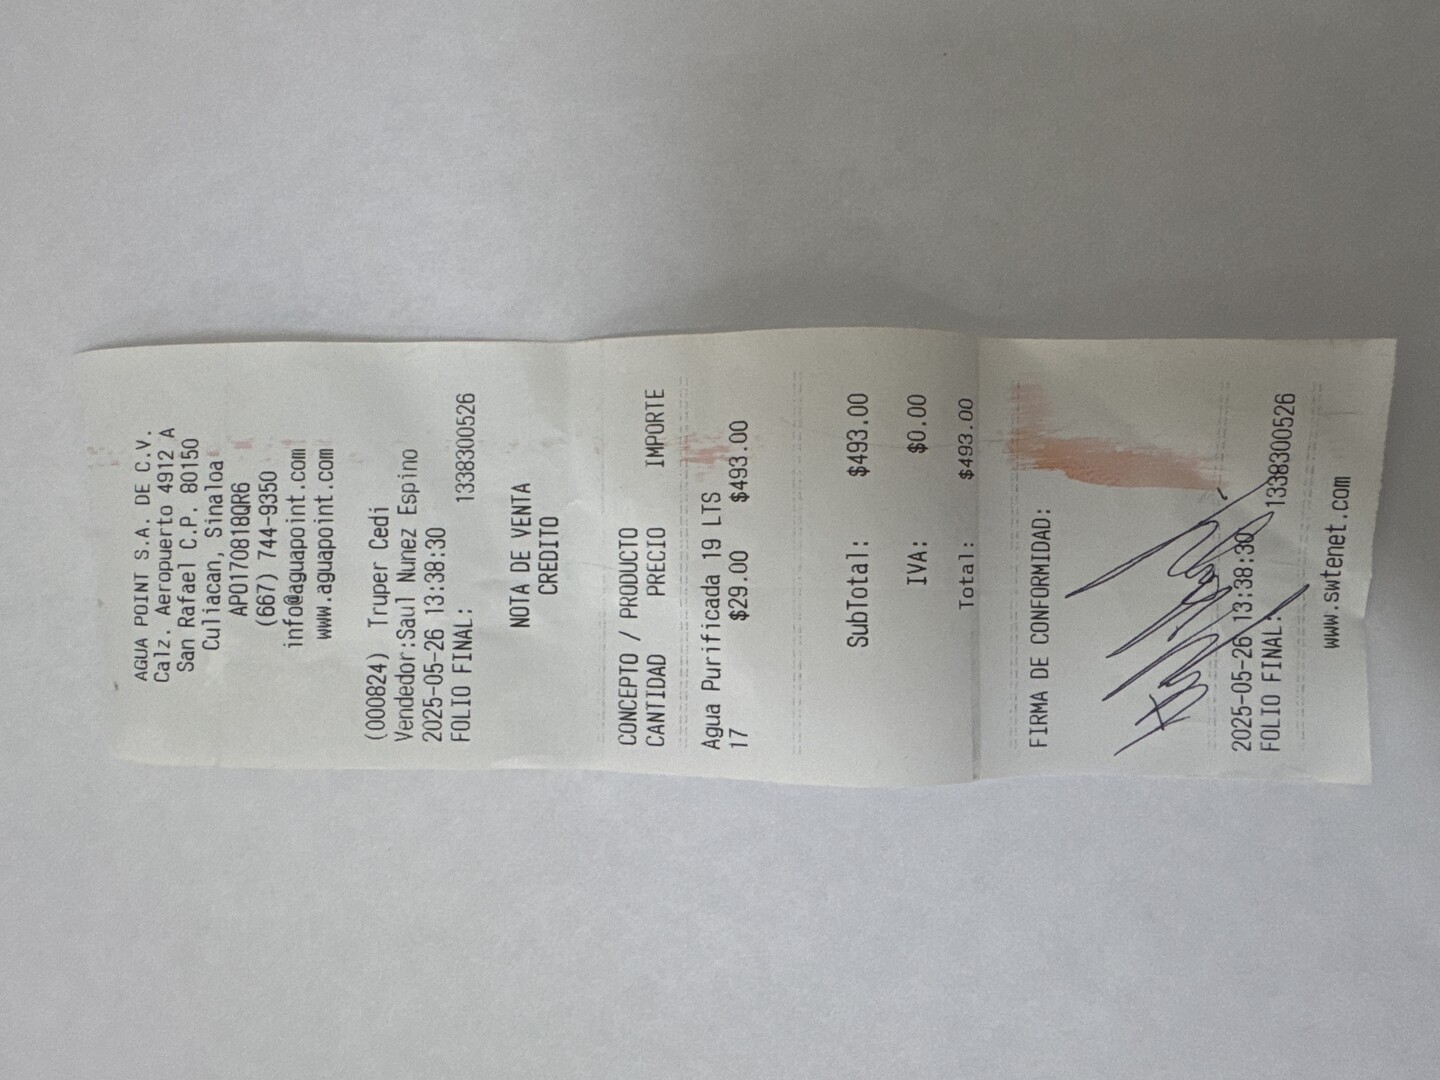 AGUA POINT S.A. DE C.V.
Calz. Aeropuerto 4912 A
San Rafael C.P. 80150
Culiacan, Sinaloa
APO170818QR6
(667) 744-9350
info@aguapoint.com
www.aguapoint.com
(000824) Truper Cedi
Vendedor:Saul Nunez Espino
2025-05-26 13:38:30
FOLIO FINAL: 1338300526
NOTA DE VENTA
CREDITO
CONCEPTO / PRODUCTO
CANTIDAD PRECIO IMPORTE
Agua Purificada 19 LTS
17 $29.00 $493.00
SubTotal: $493.00
IVA: $0.00
Total: $493.00
FIRMA DE CONFORMIDAD:
2025-05-26 13:38:30
FOLIO FINAL: 1338300526
www.swtenet.com